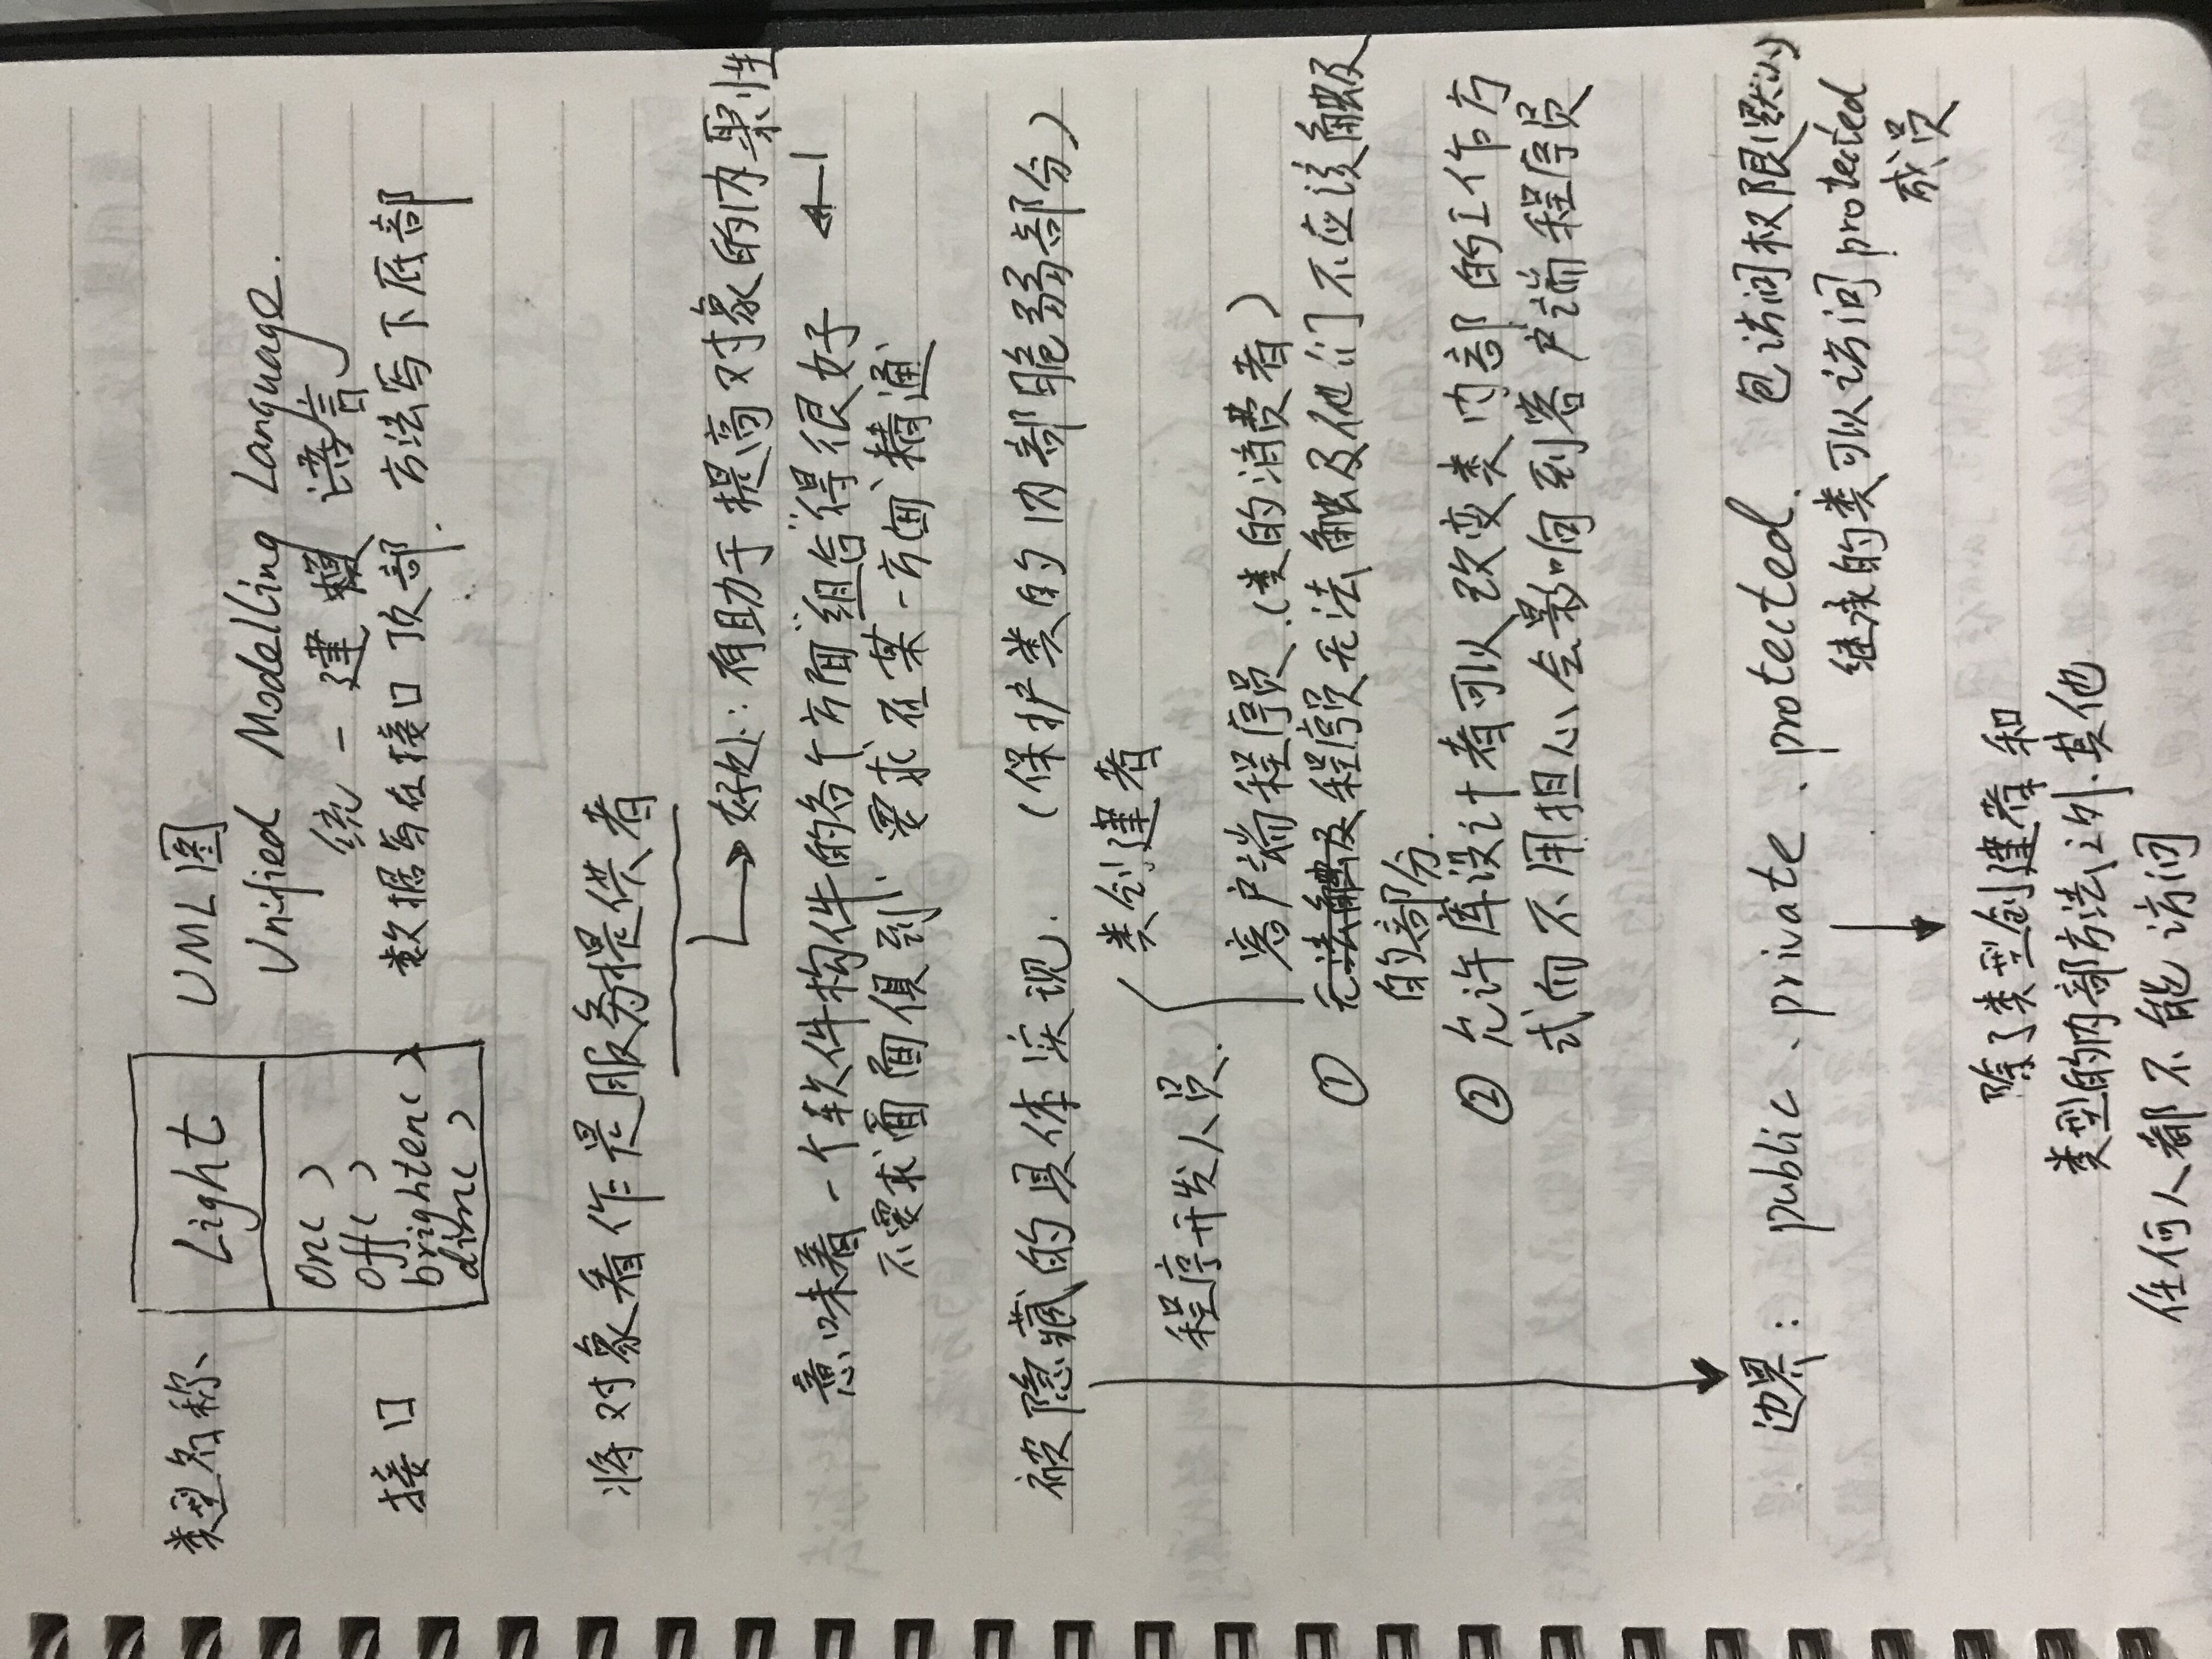 类型名称
Light
UML图
Unified Modelling Language.
统一建模语言
接口
on( )
off( )
brighten( )
dim( )
数据写在接口顶部. 方法写下底部
将对象看作是服务提供者
好处: 有助于提高对象的内聚性
意味着一个软件构件的各个方面"组合"得很好
不要求面面俱到 要求在某一方面精通
被隐藏的具体实现. (保护类的内部脆弱部分)
类创建者
程序开发人员.
客户端程序员.(类的消费者)
① 无法触及 程序员无法触及他们不应该触及
的部分.
② 允许库设计者可以改变类内部的工作方
式而不用担心会影响到客户端程序员
边界: public、private、protected. 包访问权限(默认)
继承的类可以访问protected
成员
除了类型创建者和
类型的内部方法之外.其他
任何人都不能访问